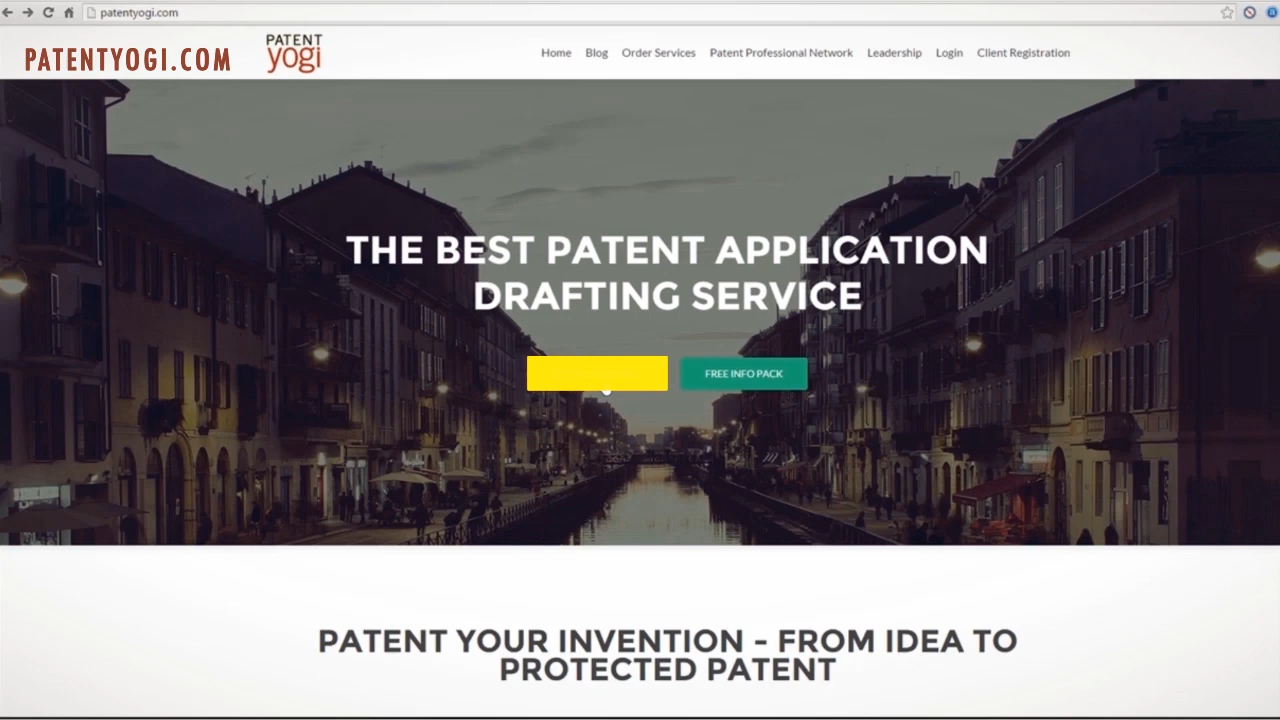 patentyogi.com
PATENTYOGI.COM
PATENT
yogi
Home Blog Order Services Patent Professional Network Leadership Login Client Registration
THE BEST PATENT APPLICATION
DRAFTING SERVICE
FREE INFO PACK
PATENT YOUR INVENTION - FROM IDEA TO
PROTECTED PATENT